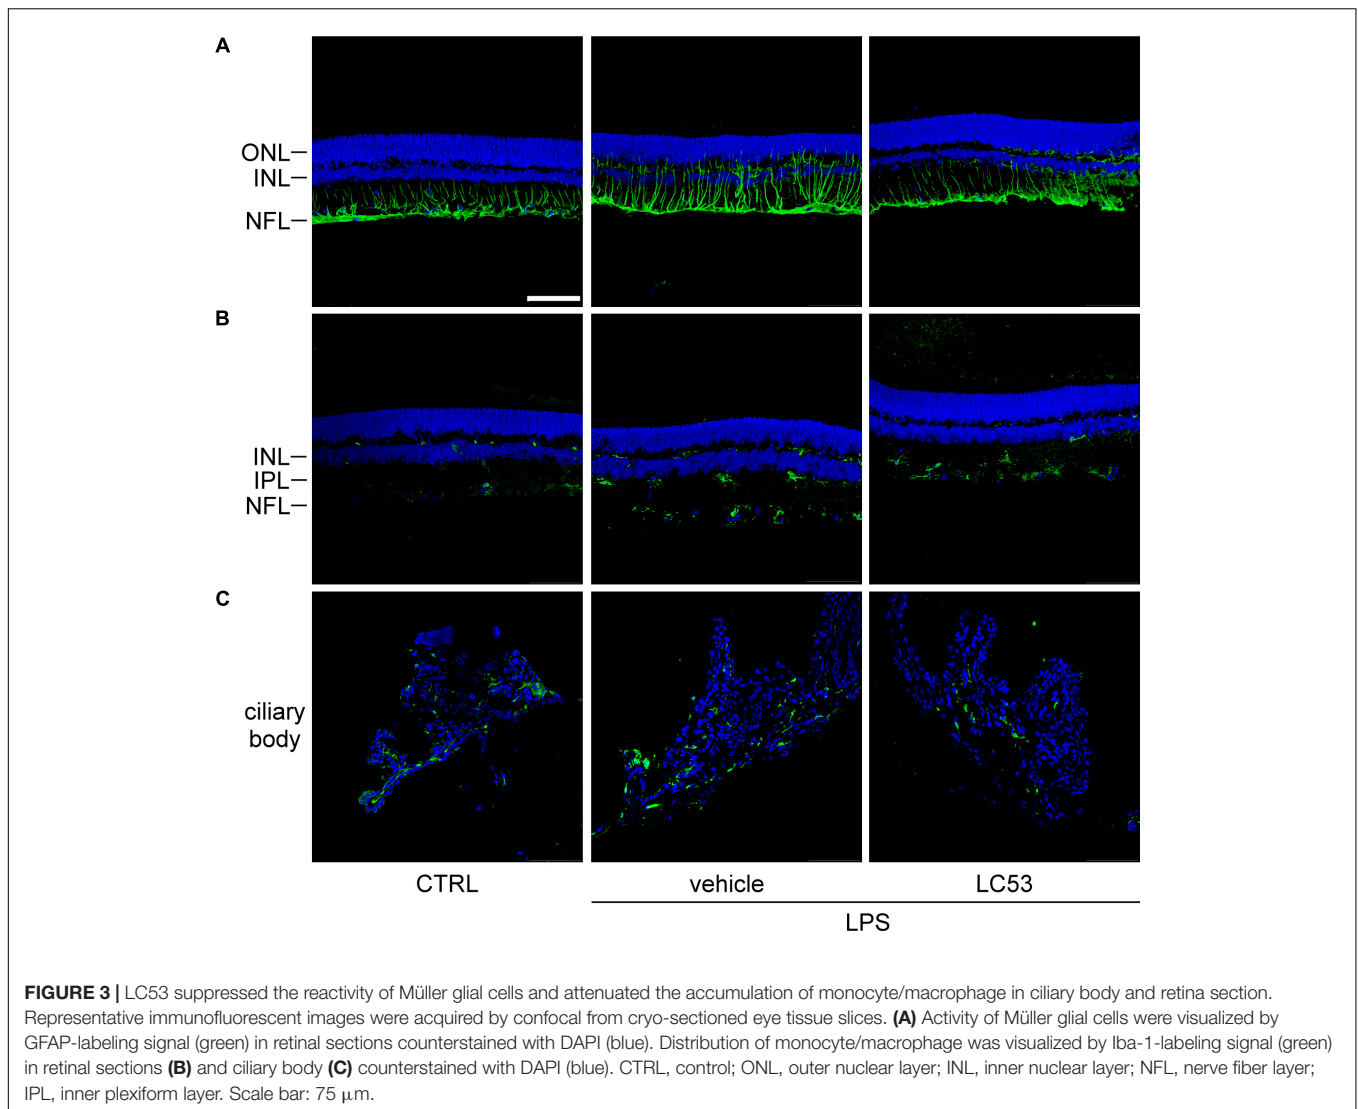 A
ONL
INL
NFL
B
INL
IPL
NFL
C
ciliary
body
CTRL
vehicle
LC53
LPS
FIGURE 3 | LC53 suppressed the reactivity of Müller glial cells and attenuated the accumulation of monocyte/macrophage in ciliary body and retina section.
Representative immunofluorescent images were acquired by confocal from cryo-sectioned eye tissue slices. (A) Activity of Müller glial cells were visualized by
GFAP-labeling signal (green) in retinal sections counterstained with DAPI (blue). Distribution of monocyte/macrophage was visualized by Iba-1-labeling signal (green)
in retinal sections (B) and ciliary body (C) counterstained with DAPI (blue). CTRL, control; ONL, outer nuclear layer; INL, inner nuclear layer; NFL, nerve fiber layer;
IPL, inner plexiform layer. Scale bar: 75 μm.